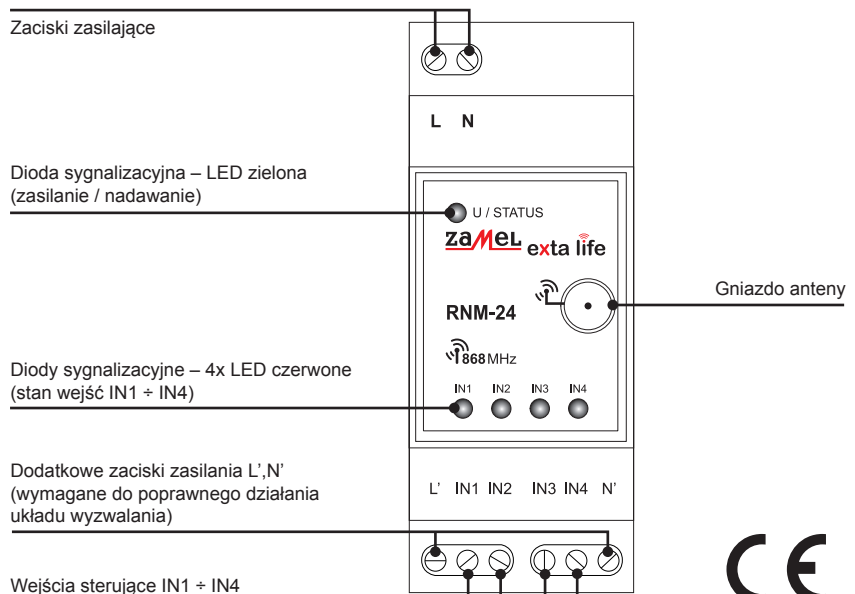 Zaciski zasilające
L N
Dioda sygnalizacyjna – LED zielona
(zasilanie / nadawanie)
U / STATUS
zaMeL exta life
Gniazdo anteny
RNM-24
868 MHz
Diody sygnalizacyjne – 4x LED czerwone
(stan wejść IN1 ÷ IN4)
IN1 IN2 IN3 IN4
Dodatkowe zaciski zasilania L’,N’
(wymagane do poprawnego działania
układu wyzwalania)
L’ IN1 IN2 IN3 IN4 N’
Wejścia sterujące IN1 ÷ IN4
CE